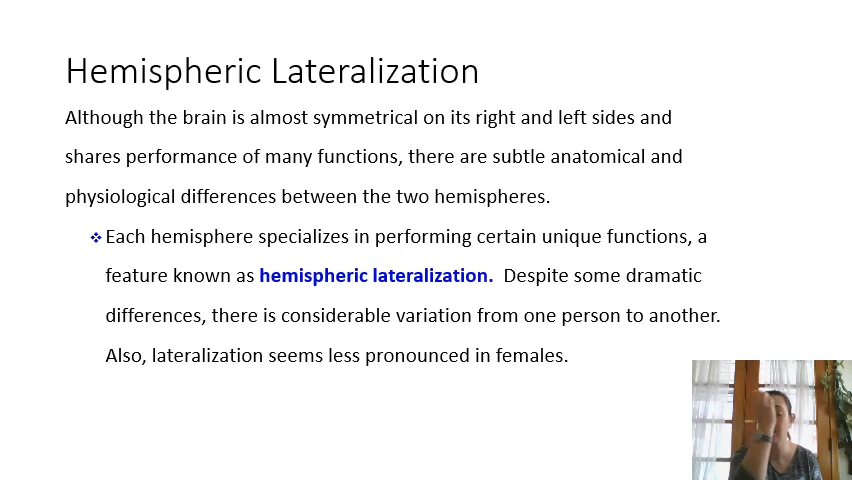 Hemispheric Lateralization
Although the brain is almost symmetrical on its right and left sides and
shares performance of many functions, there are subtle anatomical and
physiological differences between the two hemispheres.
❖Each hemisphere specializes in performing certain unique functions, a
feature known as hemispheric lateralization.  Despite some dramatic
differences, there is considerable variation from one person to another.
Also, lateralization seems less pronounced in females.